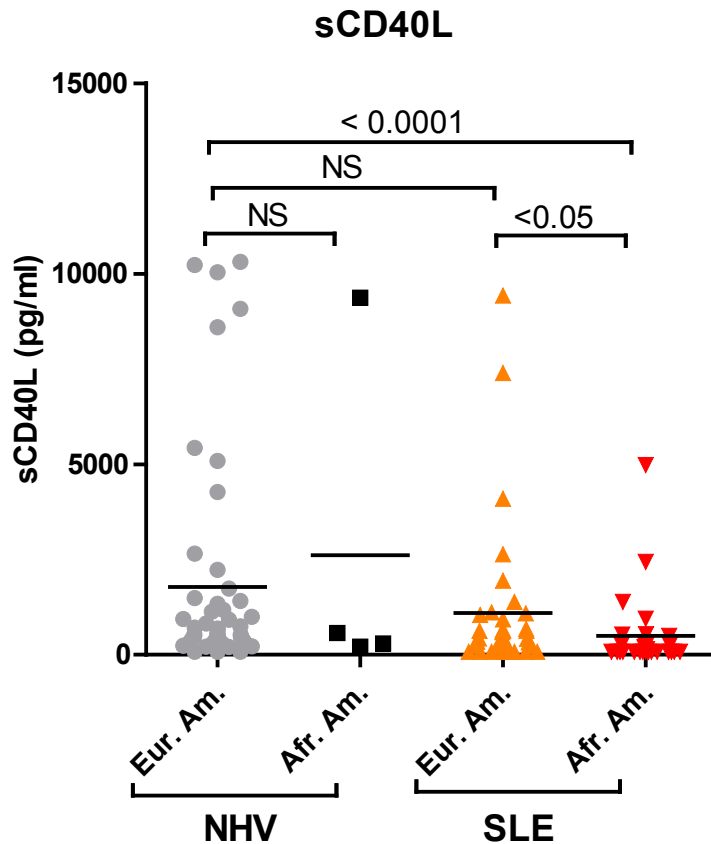 sCD40L
15000
< 0.0001
NS
NS
<0.05
10000
sCD40L (pg/ml)
5000
0
Eur. Am.
Afr. Am.
Eur. Am.
Afr. Am.
NHV
SLE